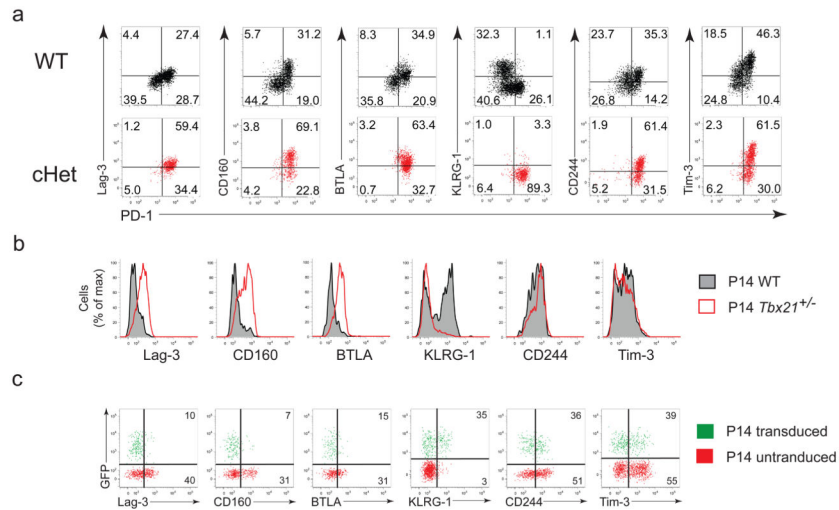 a
WT
4.4 27.4
39.5 28.7
5.7 31.2
44.2 19.0
8.3 34.9
35.8 20.9
32.3 1.1
40.6 26.1
23.7 35.3
26.8 14.2
18.5 46.3
24.8 10.4
cHet
1.2 59.4
5.0 34.4
Lag-3
3.8 69.1
4.2 22.8
CD160
3.2 63.4
0.7 32.7
BTLA
1.0 3.3
6.4 89.3
KLRG-1
1.9 61.4
5.2 31.5
CD244
2.3 61.5
6.2 30.0
Tim-3
PD-1
b
Cells
(% of max)
Lag-3 CD160 BTLA KLRG-1 CD244 Tim-3
P14 WT
P14 Tbx21+/-
c
GFP
10 7 15 35 36 39
40 31 31 3 51 55
Lag-3 CD160 BTLA KLRG-1 CD244 Tim-3
P14 transduced
P14 untranduced